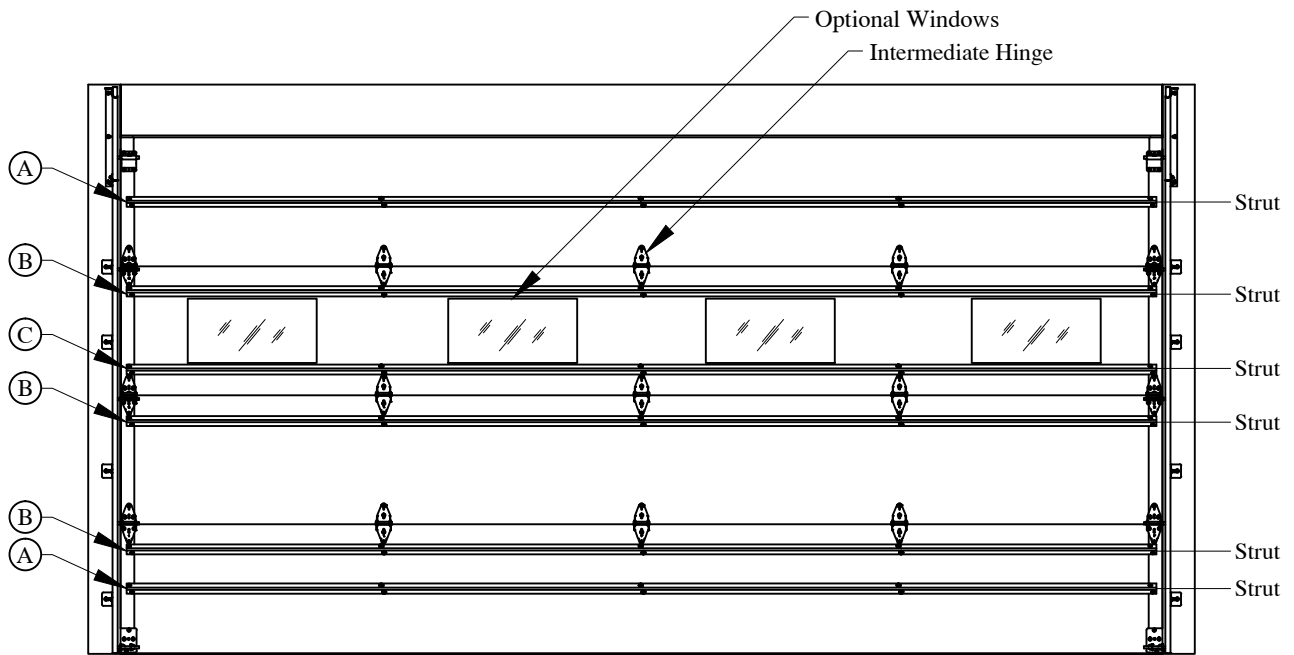 Optional Windows
Intermediate Hinge
A
Strut
B
Strut
C
Strut
B
Strut
B
Strut
A
Strut